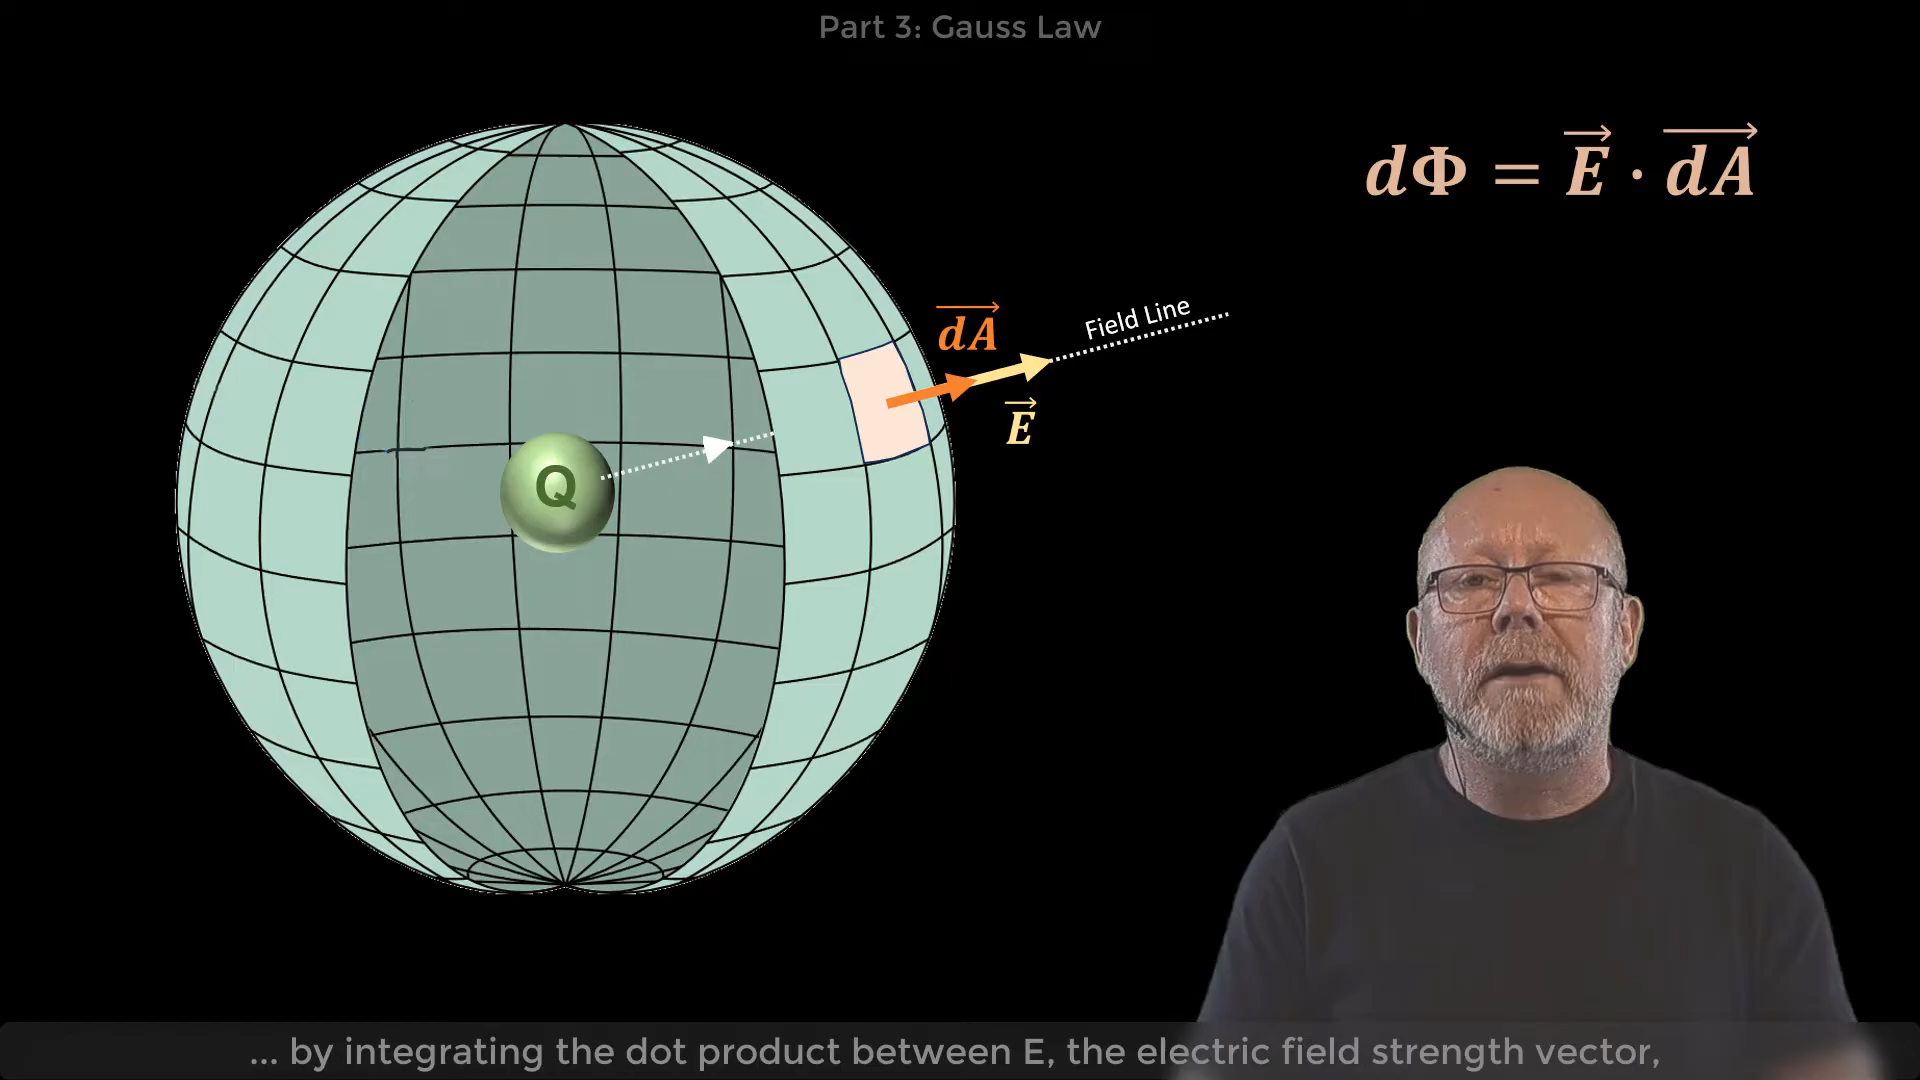 Part 3: Gauss Law
dΦ = E · dA
dA
Field Line
E
Q
... by integrating the dot product between E, the electric field strength vector,